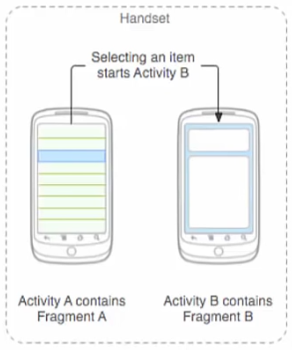 Handset
Selecting an item
starts Activity B
Activity A contains
Fragment A
Activity B contains
Fragment B